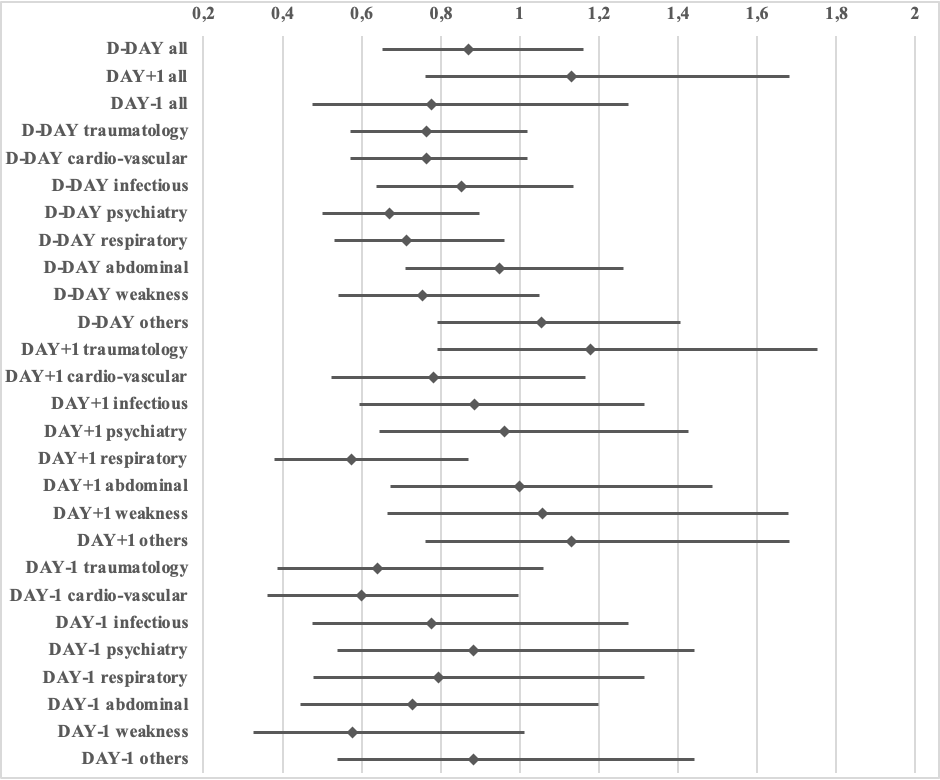 0,2 0,4 0,6 0,8 1 1,2 1,4 1,6 1,8 2
D-DAY all
DAY+1 all
DAY-1 all
D-DAY traumatology
D-DAY cardio-vascular
D-DAY infectious
D-DAY psychiatry
D-DAY respiratory
D-DAY abdominal
D-DAY weakness
D-DAY others
DAY+1 traumatology
DAY+1 cardio-vascular
DAY+1 infectious
DAY+1 psychiatry
DAY+1 respiratory
DAY+1 abdominal
DAY+1 weakness
DAY+1 others
DAY-1 traumatology
DAY-1 cardio-vascular
DAY-1 infectious
DAY-1 psychiatry
DAY-1 respiratory
DAY-1 abdominal
DAY-1 weakness
DAY-1 others